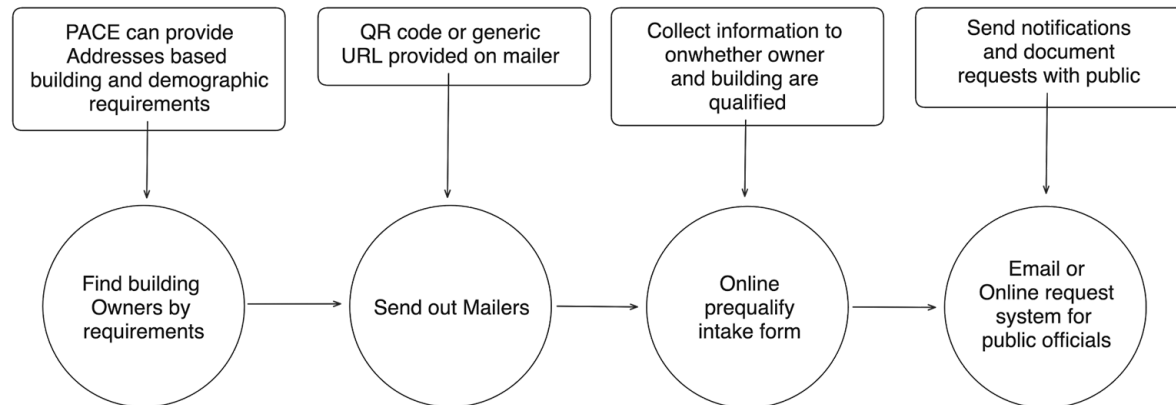 PACE can provide
Addresses based
building and demographic
requirements
QR code or generic
URL provided on mailer
Collect information to
onwhether owner
and building are
qualified
Send notifications
and document
requests with public
Find building
Owners by
requirements
Send out Mailers
Online
prequalify
intake form
Email or
Online request
system for
public officials